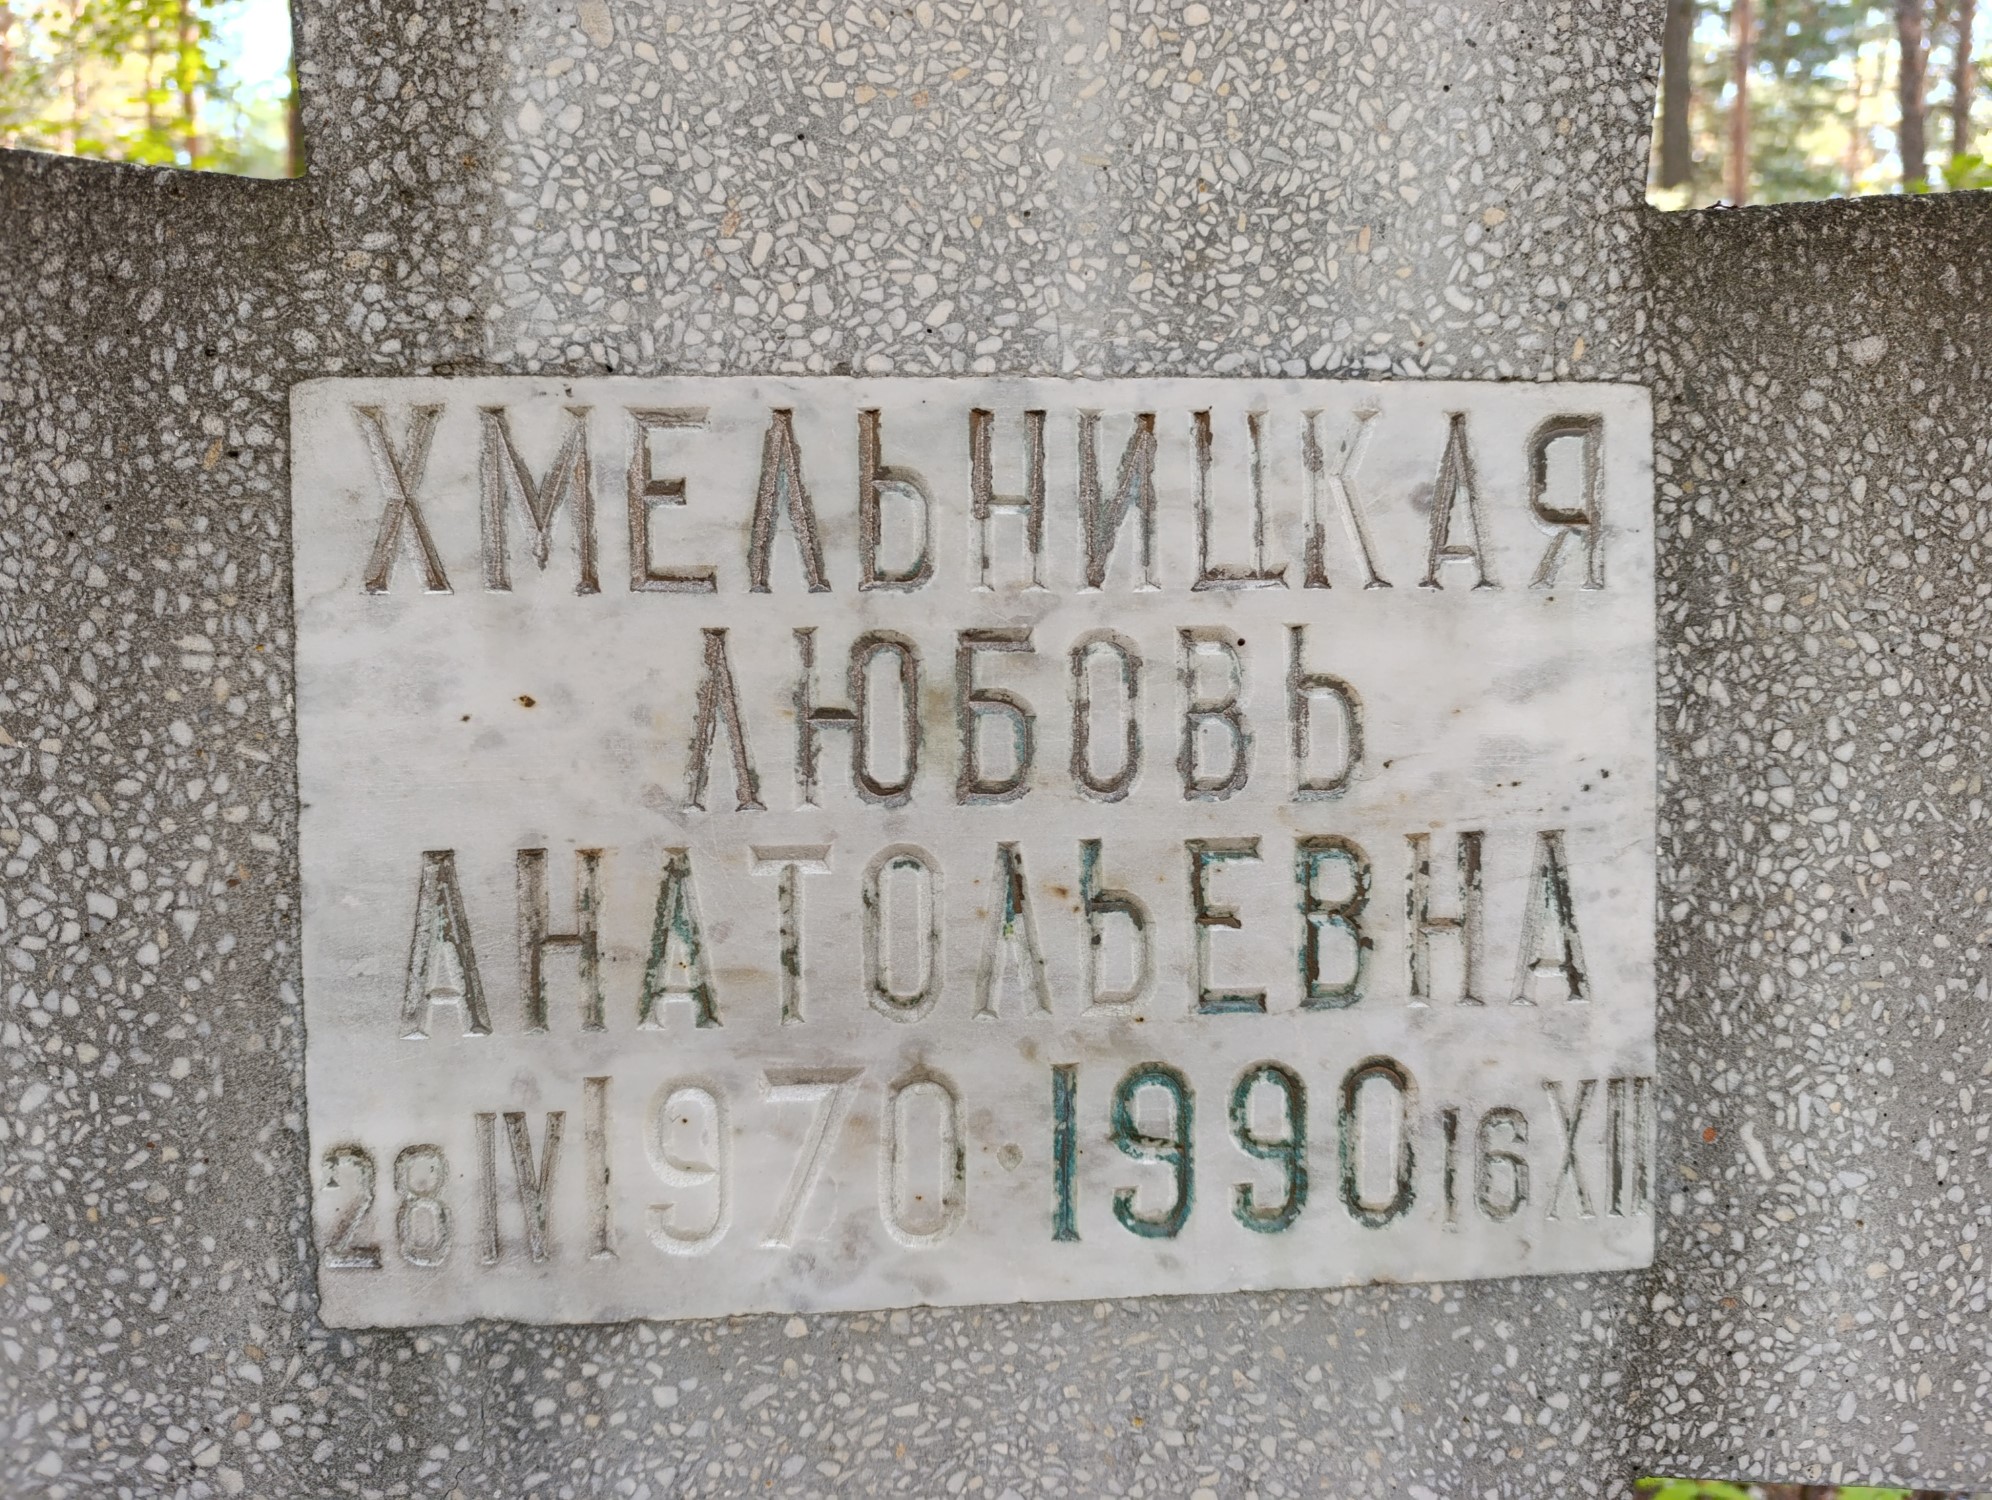 ХМЕЛЬНИЦКАЯ
ЛЮБОВЬ
АНАТОЛЬЕВНА
28 IV 1970 · 1990 16 XII